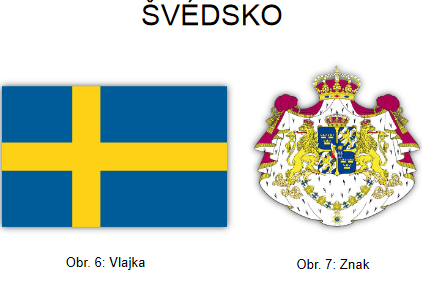 ŠVÉDSKO
Obr. 6: Vlajka
Obr. 7: Znak